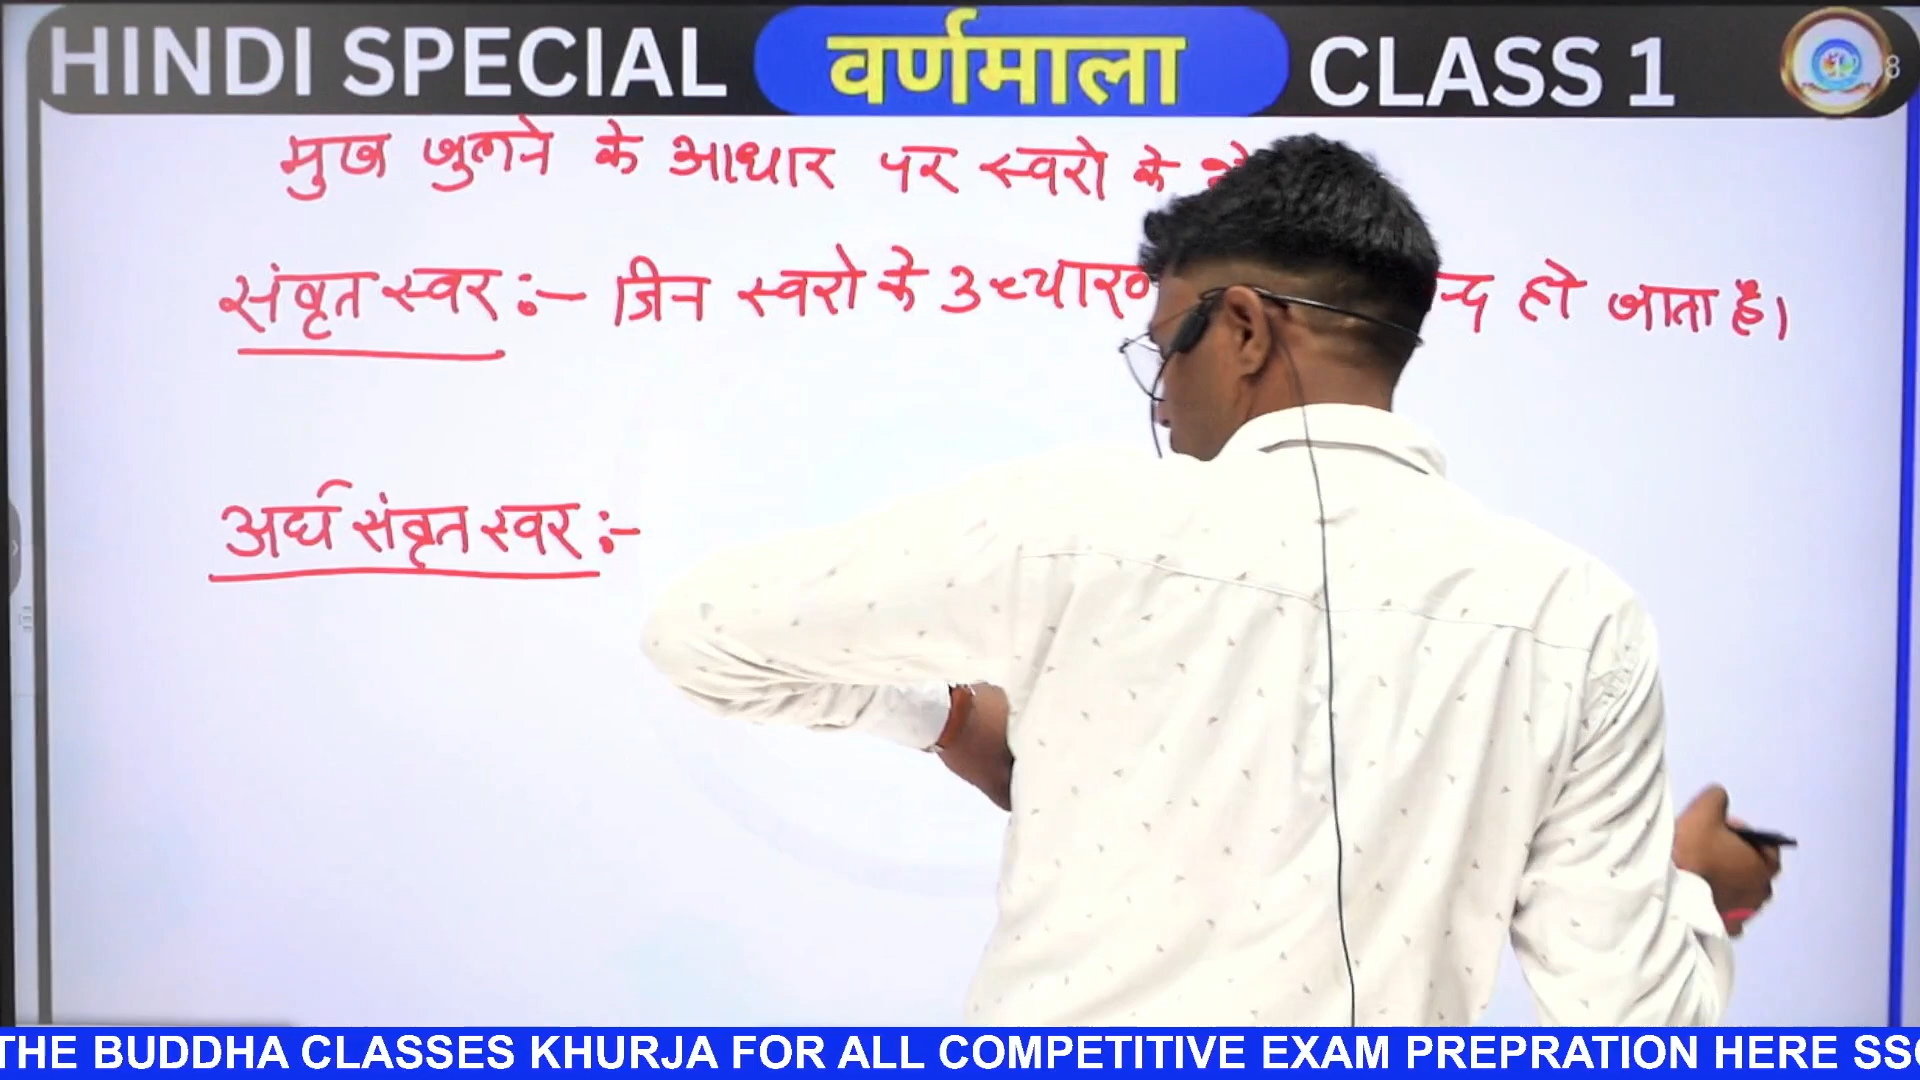 HINDI SPECIAL वर्णमाला CLASS 1
8
मुख खुलने के आधार पर स्वरो के
संवृत स्वर :- जिन स्वरो के उच्चारण हो जाता है।
अर्घ संवृत स्वर :-
THE BUDDHA CLASSES KHURJA FOR ALL COMPETITIVE EXAM PREPRATION HERE